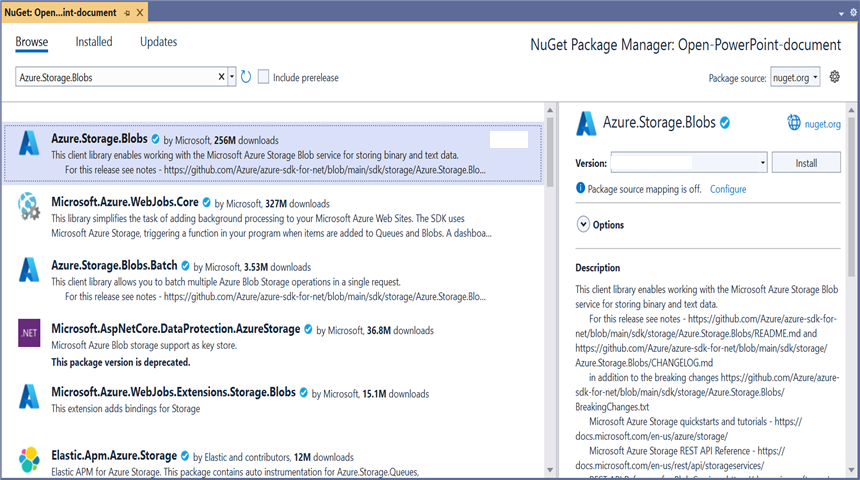 NuGet: Open...int-document
Browse Installed Updates
NuGet Package Manager: Open-PowerPoint-document
Azure.Storage.Blobs
Include prerelease
Package source: nuget.org
Azure.Storage.Blobs by Microsoft, 256M downloads
This client library enables working with the Microsoft Azure Storage Blob service for storing binary and text data.
For this release see notes - https://github.com/Azure/azure-sdk-for-net/blob/main/sdk/storage/Azure.Storage.Blo...
Microsoft.Azure.WebJobs.Core by Microsoft, 327M downloads
This library simplifies the task of adding background processing to your Microsoft Azure Web Sites. The SDK uses
Microsoft Azure Storage, triggering a function in your program when items are added to Queues and Blobs. A dashboa...
Azure.Storage.Blobs.Batch by Microsoft, 3.53M downloads
This client library allows you to batch multiple Azure Blob Storage operations in a single request.
For this release see notes - https://github.com/Azure/azure-sdk-for-net/blob/main/sdk/storage/Azure.Storage.Blo...
.NET
Microsoft.AspNetCore.DataProtection.AzureStorage by Microsoft, 36.8M downloads
Microsoft Azure Blob storage support as key store.
This package version is deprecated.
Microsoft.Azure.WebJobs.Extensions.Storage.Blobs by Microsoft, 15.1M downloads
This extension adds bindings for Storage
Elastic.Apm.Azure.Storage by Elastic and contributors, 12M downloads
Elastic APM for Azure Storage. This package contains auto instrumentation for Azure.Storage.Queues,
Azure.Storage.Blobs
nuget.org
Version:
Install
Package source mapping is off. Configure
Options
Description
This client library enables working with the Microsoft Azure Storage Blob
service for storing binary and text data.
For this release see notes - https://github.com/Azure/azure-sdk-for-
net/blob/main/sdk/storage/Azure.Storage.Blobs/README.md and
https://github.com/Azure/azure-sdk-for-net/blob/main/sdk/storage/
Azure.Storage.Blobs/CHANGELOG.md
in addition to the breaking changes https://github.com/Azure/azure-
sdk-for-net/blob/main/sdk/storage/Azure.Storage.Blobs/
BreakingChanges.txt
Microsoft Azure Storage quickstarts and tutorials - https://
docs.microsoft.com/en-us/azure/storage/
Microsoft Azure Storage REST API Reference - https://
docs.microsoft.com/en-us/rest/api/storageservices/